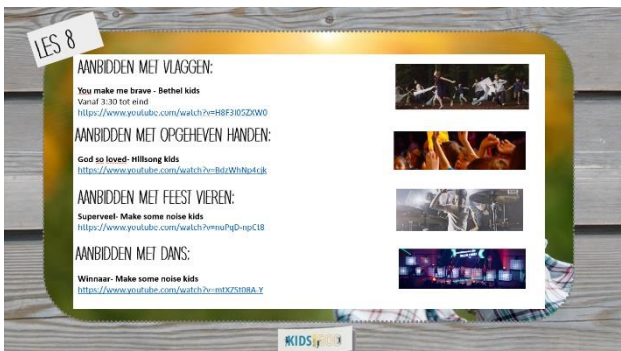 LES 8
AANBIDDEN MET VLAGGEN:
You make me brave - Bethel kids
Vanaf 3:30 tot eind
https://www.youtube.com/watch?v=H8F3I05ZXW0
AANBIDDEN MET OPGEHEVEN HANDEN:
God so loved- Hillsong kids
https://www.youtube.com/watch?v=BdzWhNp4cjk
AANBIDDEN MET FEEST VIEREN:
Superveel- Make some noise kids
https://www.youtube.com/watch?v=nuPqD-npCt8
AANBIDDEN MET DANS:
Winnaar- Make some noise kids
https://www.youtube.com/watch?v=mtXZSt08A-Y
KIDS